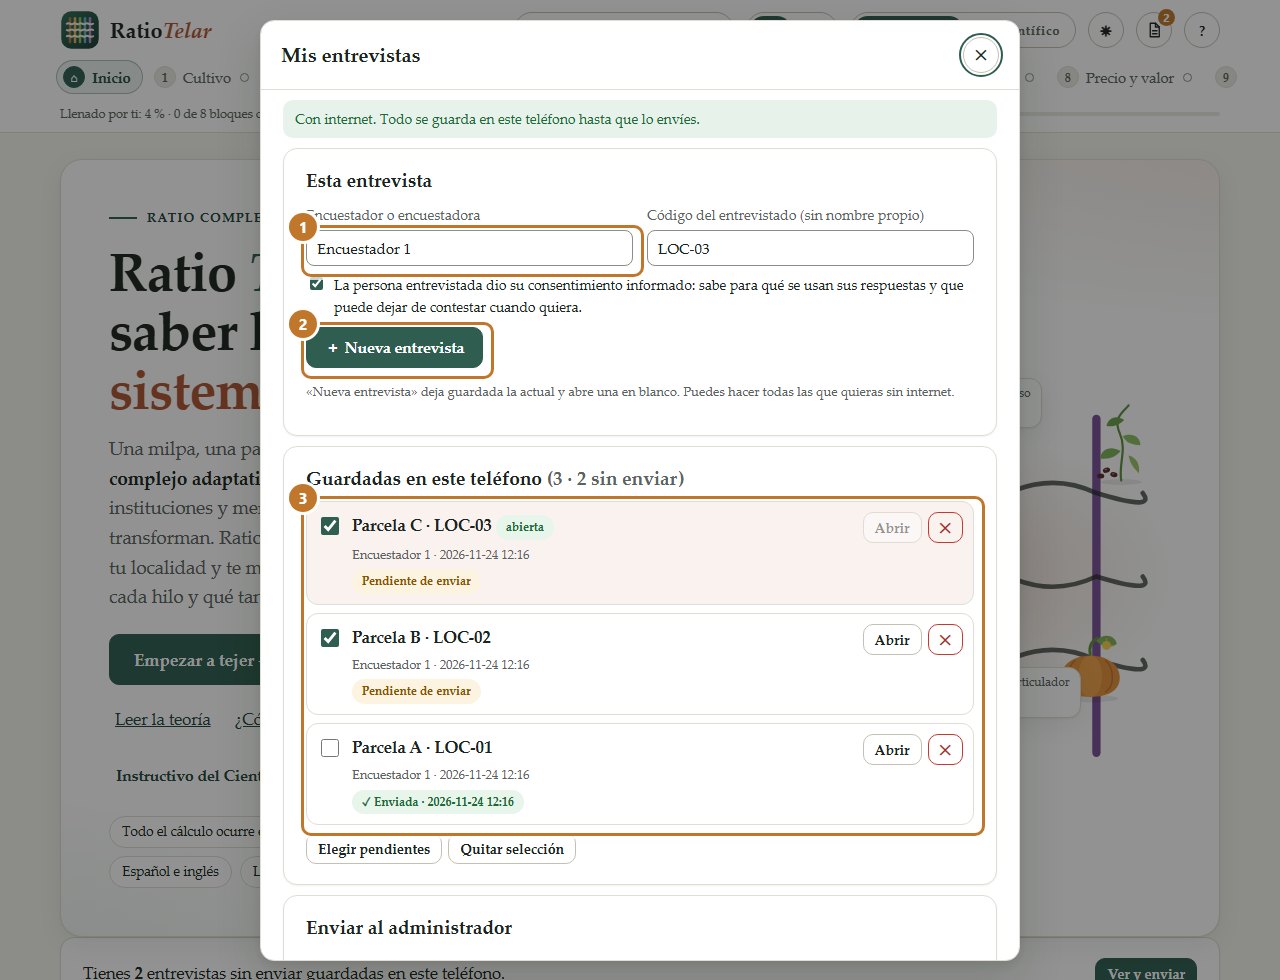 RatioTelar
ntífico
2
?
Inicio
1 Cultivo
8 Precio y valor
9
Llenado por ti: 4 % · 0 de 8 bloques
Mis entrevistas
Con internet. Todo se guarda en este teléfono hasta que lo envíes.
Esta entrevista
Encuestador o encuestadora
Código del entrevistado (sin nombre propio)
1
Encuestador 1
LOC-03
La persona entrevistada dio su consentimiento informado: sabe para qué se usan sus respuestas y que
puede dejar de contestar cuando quiera.
2
+ Nueva entrevista
«Nueva entrevista» deja guardada la actual y abre una en blanco. Puedes hacer todas las que quieras sin internet.
Guardadas en este teléfono (3 · 2 sin enviar)
3
Parcela C · LOC-03 abierta
Abrir
Encuestador 1 · 2026-11-24 12:16
Pendiente de enviar
Parcela B · LOC-02
Abrir
Encuestador 1 · 2026-11-24 12:16
Pendiente de enviar
Parcela A · LOC-01
Abrir
Encuestador 1 · 2026-11-24 12:16
✓ Enviada · 2026-11-24 12:16
Elegir pendientes
Quitar selección
Enviar al administrador
RATIO COMPLE
Ratio
saber
sistem
Una milpa, una pa
complejo adaptati
instituciones y me
transforman. Ratio
tu localidad y te m
cada hilo y qué tan
Empezar a tejer
Leer la teoría
¿Có
Instructivo del Cient
Todo el cálculo ocurre
Español e inglés
L
so
rticulador
Tienes 2 entrevistas sin enviar guardadas en este teléfono.
Ver y enviar